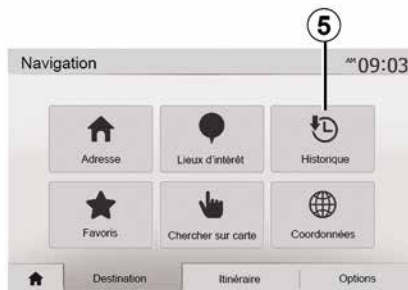 5
Navigation AM 09:03
Adresse Lieux d'intérêt Historique
Favoris Chercher sur carte Coordonnées
Destination Itinéraire Options